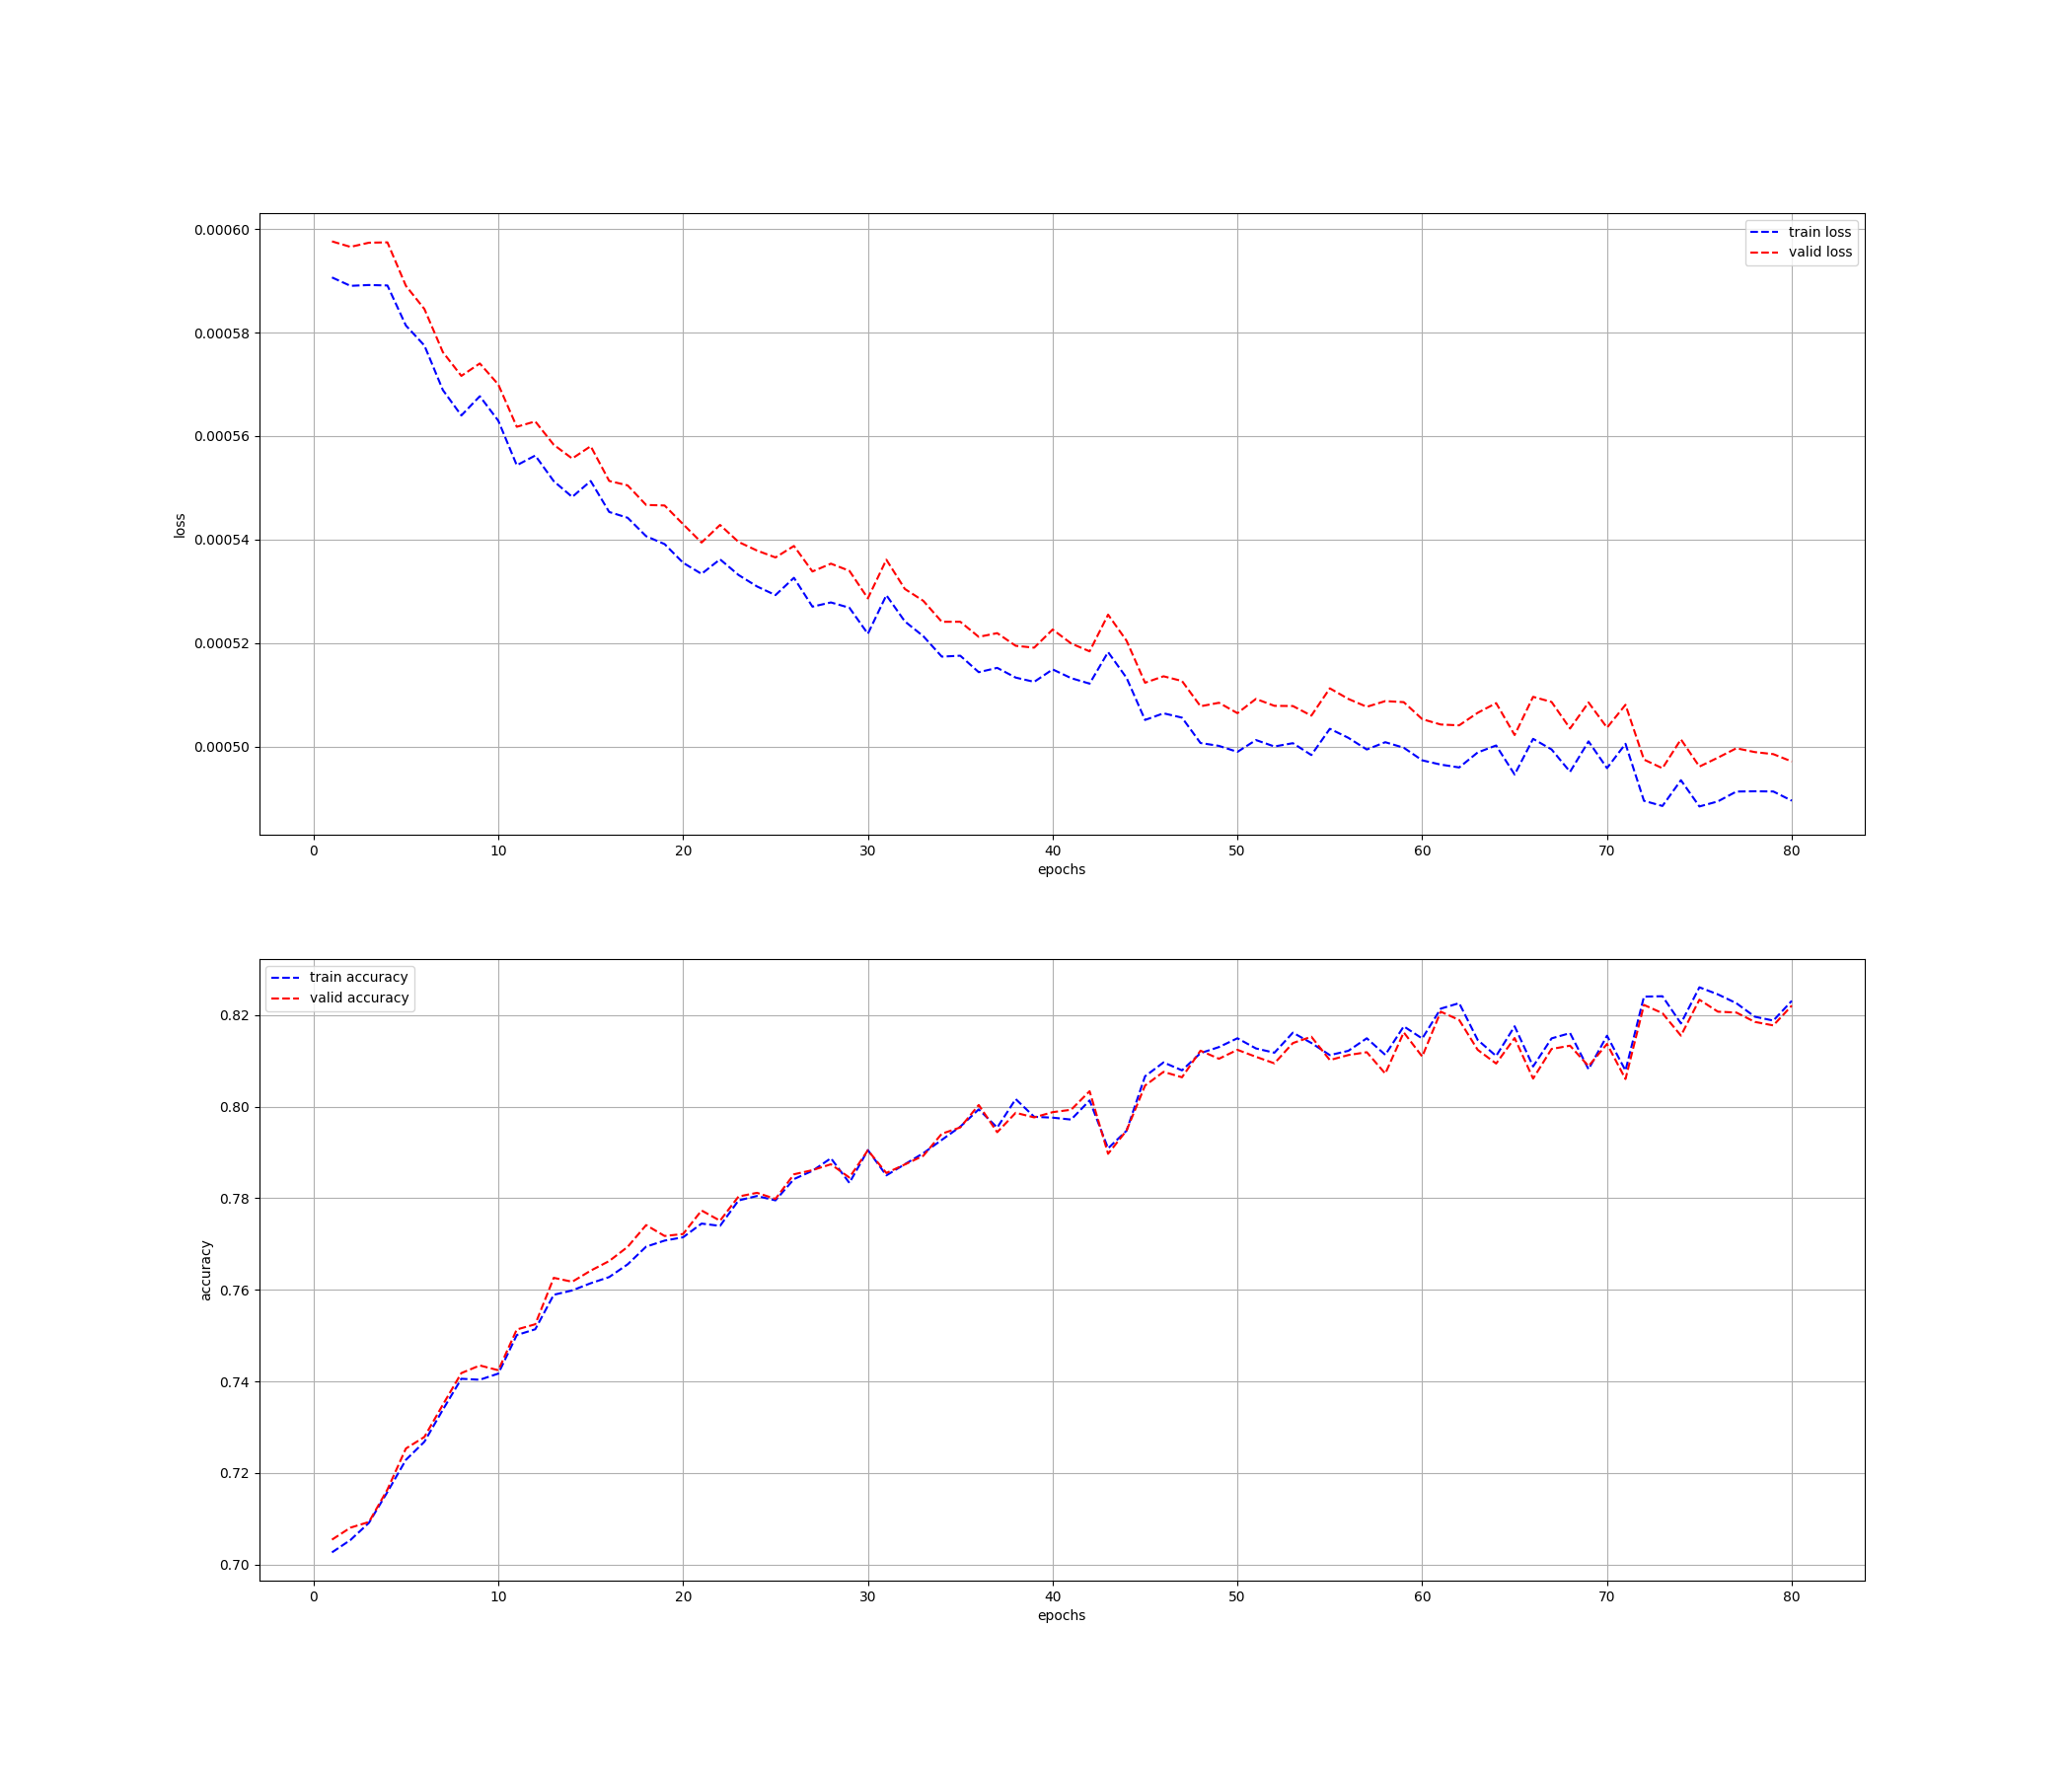 0.00060
train loss
valid loss
0.00058
0.00056
loss
0.00054
0.00052
0.00050
0 10 20 30 40 50 60 70 80
epochs
train accuracy
valid accuracy
0.82
0.80
0.78
accuracy
0.76
0.74
0.72
0.70
0 10 20 30 40 50 60 70 80
epochs